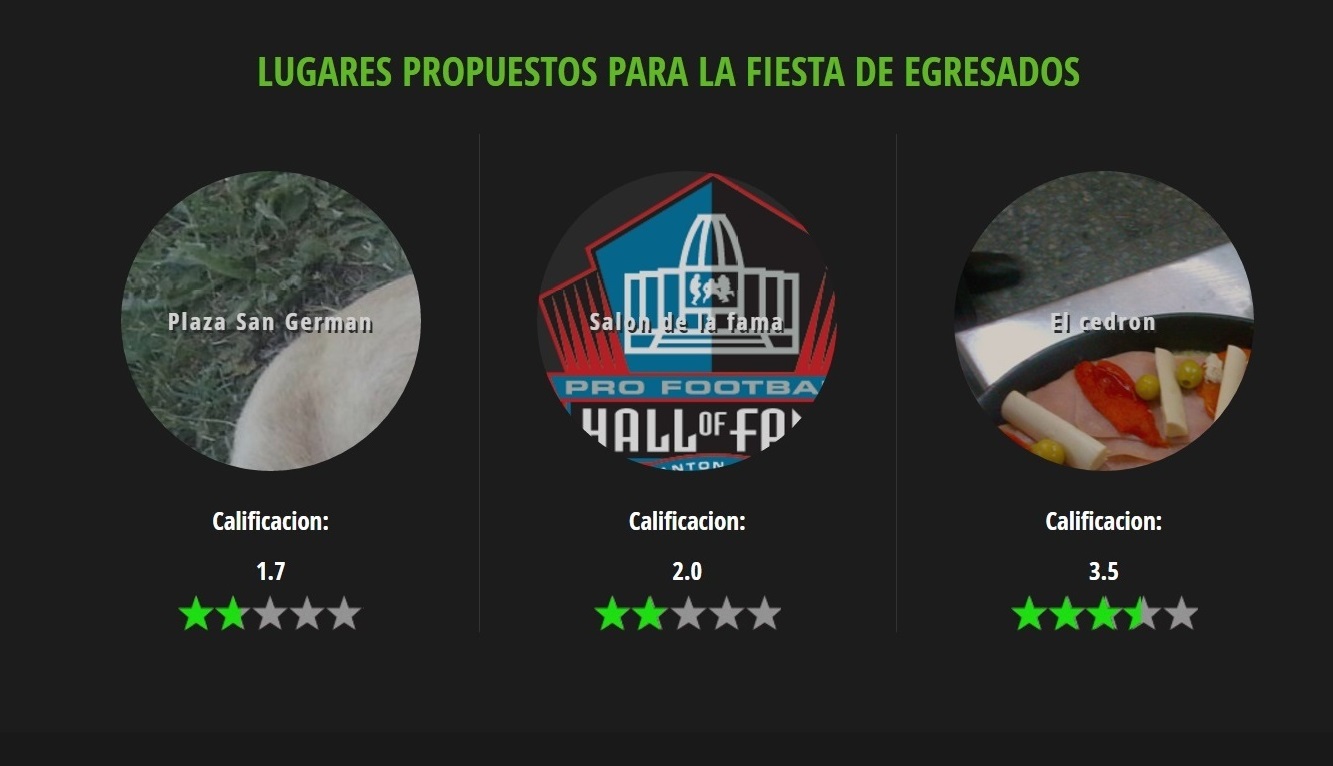 LUGARES PROPUESTOS PARA LA FIESTA DE EGRESADOS
Plaza San German
Calificacion:
1.7
Salon de la fama
PRO FOOTBA
HALL OF FA
ANTON
Calificacion:
2.0
El cedron
Calificacion:
3.5